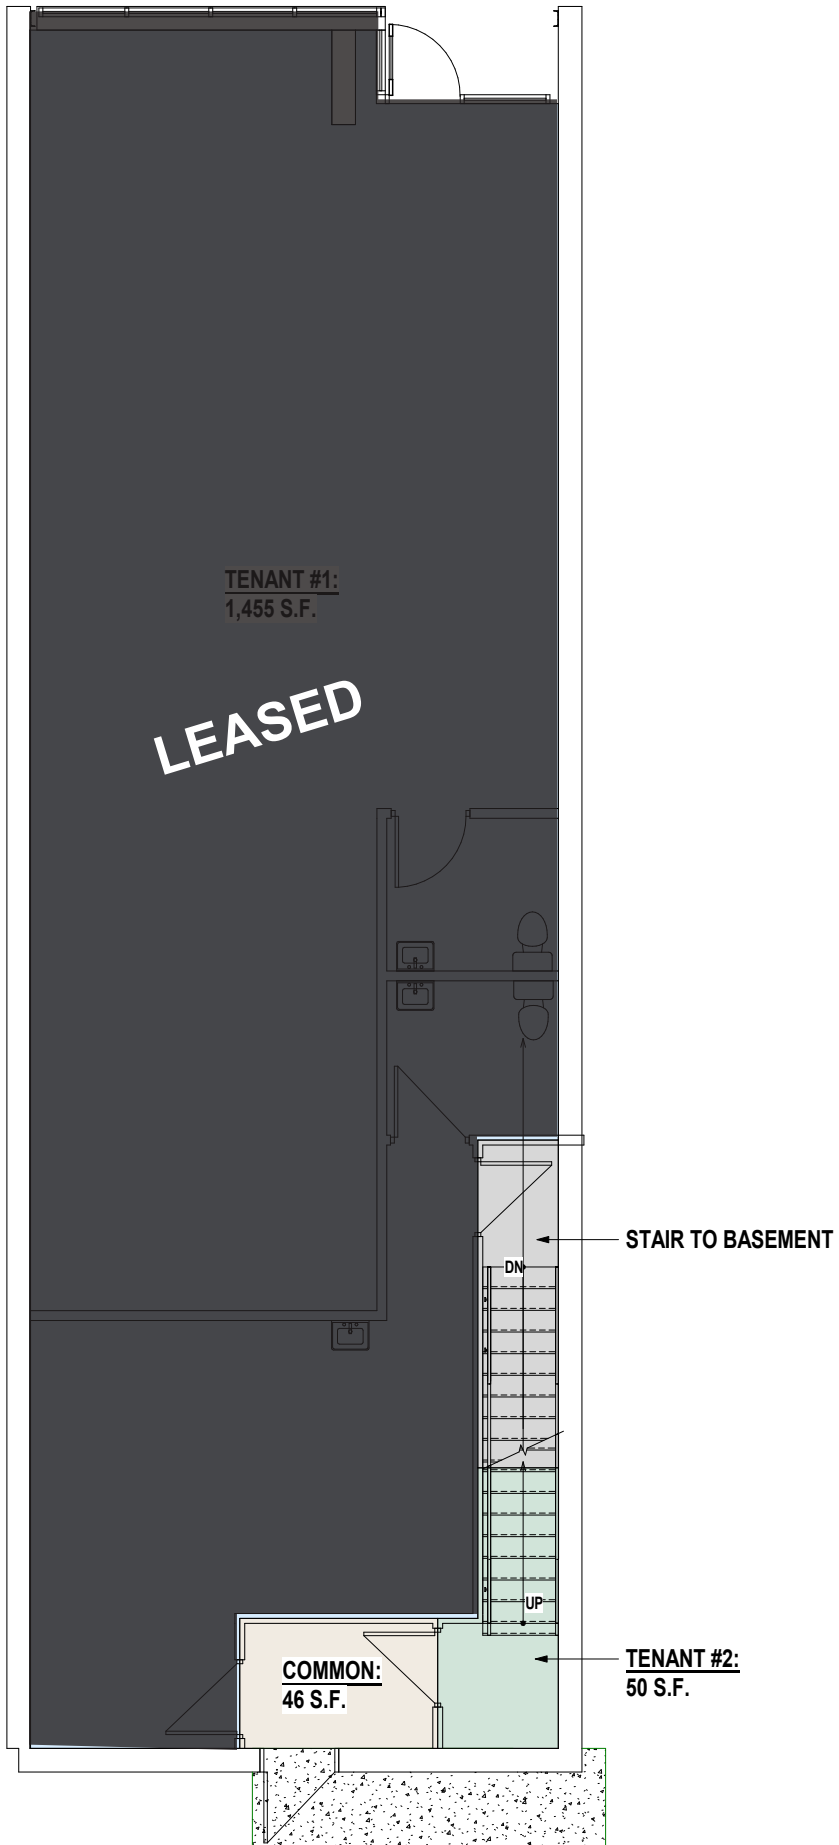 TENANT #1:
1,455 S.F.
LEASED
STAIR TO BASEMENT
DN
UP
COMMON:
46 S.F.
TENANT #2:
50 S.F.